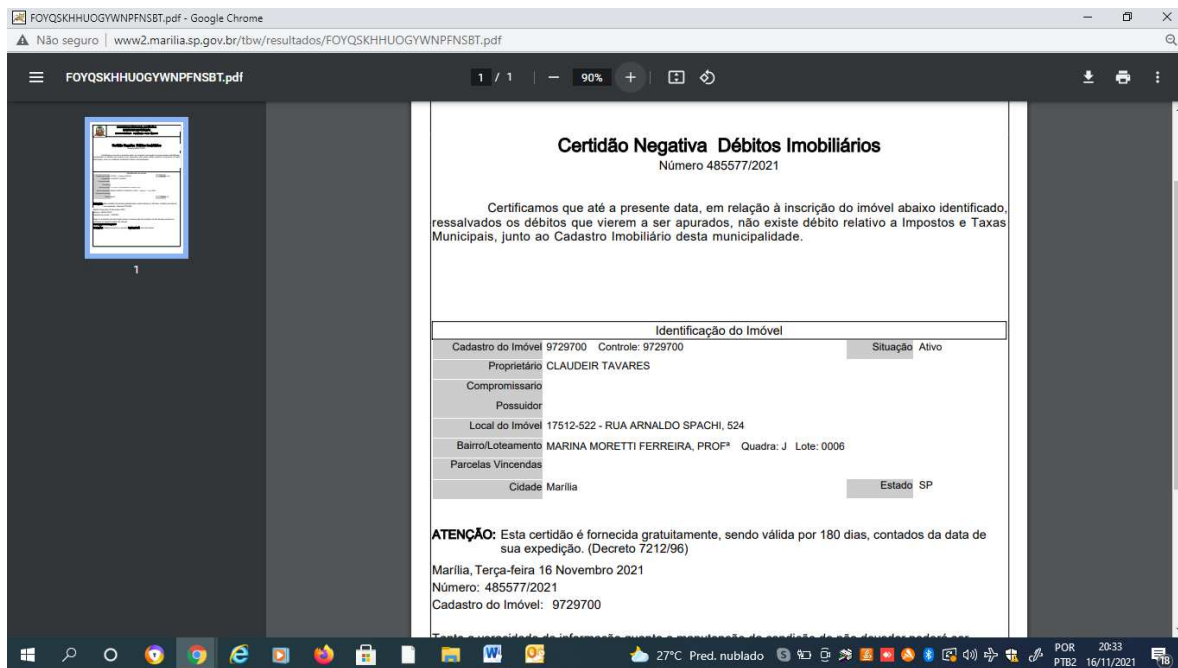 FOYQSKHHUOGYWNPFNSBT.pdf - Google Chrome
Não seguro | www2.marilia.sp.gov.br/tbw/resultados/FOYQSKHHUOGYWNPFNSBT.pdf
FOYQSKHHUOGYWNPFNSBT.pdf 1 / 1 90%
1
Certidão Negativa Débitos Imobiliários
Número 485577/2021
Certificamos que até a presente data, em relação à inscrição do imóvel abaixo identificado,
ressalvados os débitos que vierem a ser apurados, não existe débito relativo a Impostos e Taxas
Municipais, junto ao Cadastro Imobiliário desta municipalidade.
Identificação do Imóvel
Cadastro do Imóvel 9729700 Controle: 9729700 Situação Ativo
Proprietário CLAUDEIR TAVARES
Compromissario
Possuidor
Local do Imóvel 17512-522 - RUA ARNALDO SPACHI, 524
Bairro/Loteamento MARINA MORETTI FERREIRA, PROFª Quadra: J Lote: 0006
Parcelas Vincendas
Cidade Marília Estado SP
ATENÇÃO: Esta certidão é fornecida gratuitamente, sendo válida por 180 dias, contados da data de
sua expedição. (Decreto 7212/96)
Marília, Terça-feira 16 Novembro 2021
Número: 485577/2021
Cadastro do Imóvel: 9729700
27°C Pred. nublado POR 20:33
PTB2 16/11/2021 18